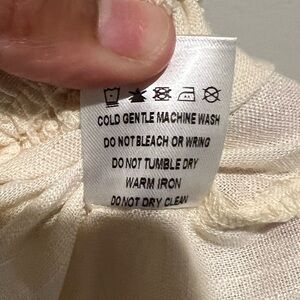 COLD GENTLE MACHINE WASH
DO NOT BLEACH OR WRING
DO NOT TUMBLE DRY
WARM IRON
DO NOT DRY CLEAN